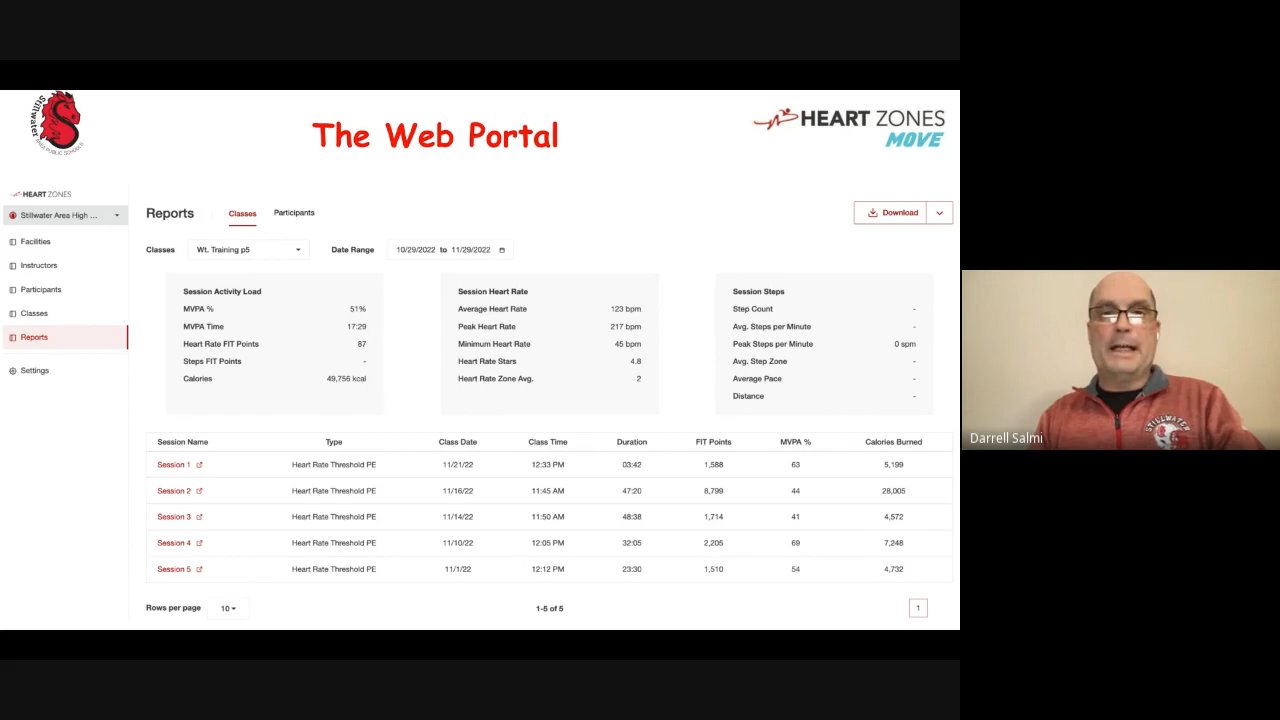 Stillwater
AREA PUBLIC SCHOOLS
The Web Portal
HEART ZONES
MOVE
HEART ZONES
Stillwater Area High ...
Facilities
Instructors
Participants
Classes
Reports
Settings
Reports Classes Participants Download
Classes Wt. Training p5 Date Range 10/29/2022 to 11/29/2022
Session Activity Load
MVPA % 51%
MVPA Time 17:29
Heart Rate FIT Points 87
Steps FIT Points -
Calories 49,756 kcal
Session Heart Rate
Average Heart Rate 123 bpm
Peak Heart Rate 217 bpm
Minimum Heart Rate 45 bpm
Heart Rate Stars 4.8
Heart Rate Zone Avg. 2
Session Steps
Step Count -
Avg. Steps per Minute -
Peak Steps per Minute 0 spm
Avg. Step Zone -
Average Pace -
Distance -
Session Name Type Class Date Class Time Duration FIT Points MVPA % Calories Burned
Session 1 Heart Rate Threshold PE 11/21/22 12:33 PM 03:42 1,588 63 5,199
Session 2 Heart Rate Threshold PE 11/16/22 11:45 AM 47:20 8,799 44 28,005
Session 3 Heart Rate Threshold PE 11/14/22 11:50 AM 48:38 1,714 41 4,572
Session 4 Heart Rate Threshold PE 11/10/22 12:05 PM 32:05 2,205 69 7,248
Session 5 Heart Rate Threshold PE 11/1/22 12:12 PM 23:30 1,510 54 4,732
Rows per page 10 1-5 of 5 1
STILLWATER
Darrell Salmi